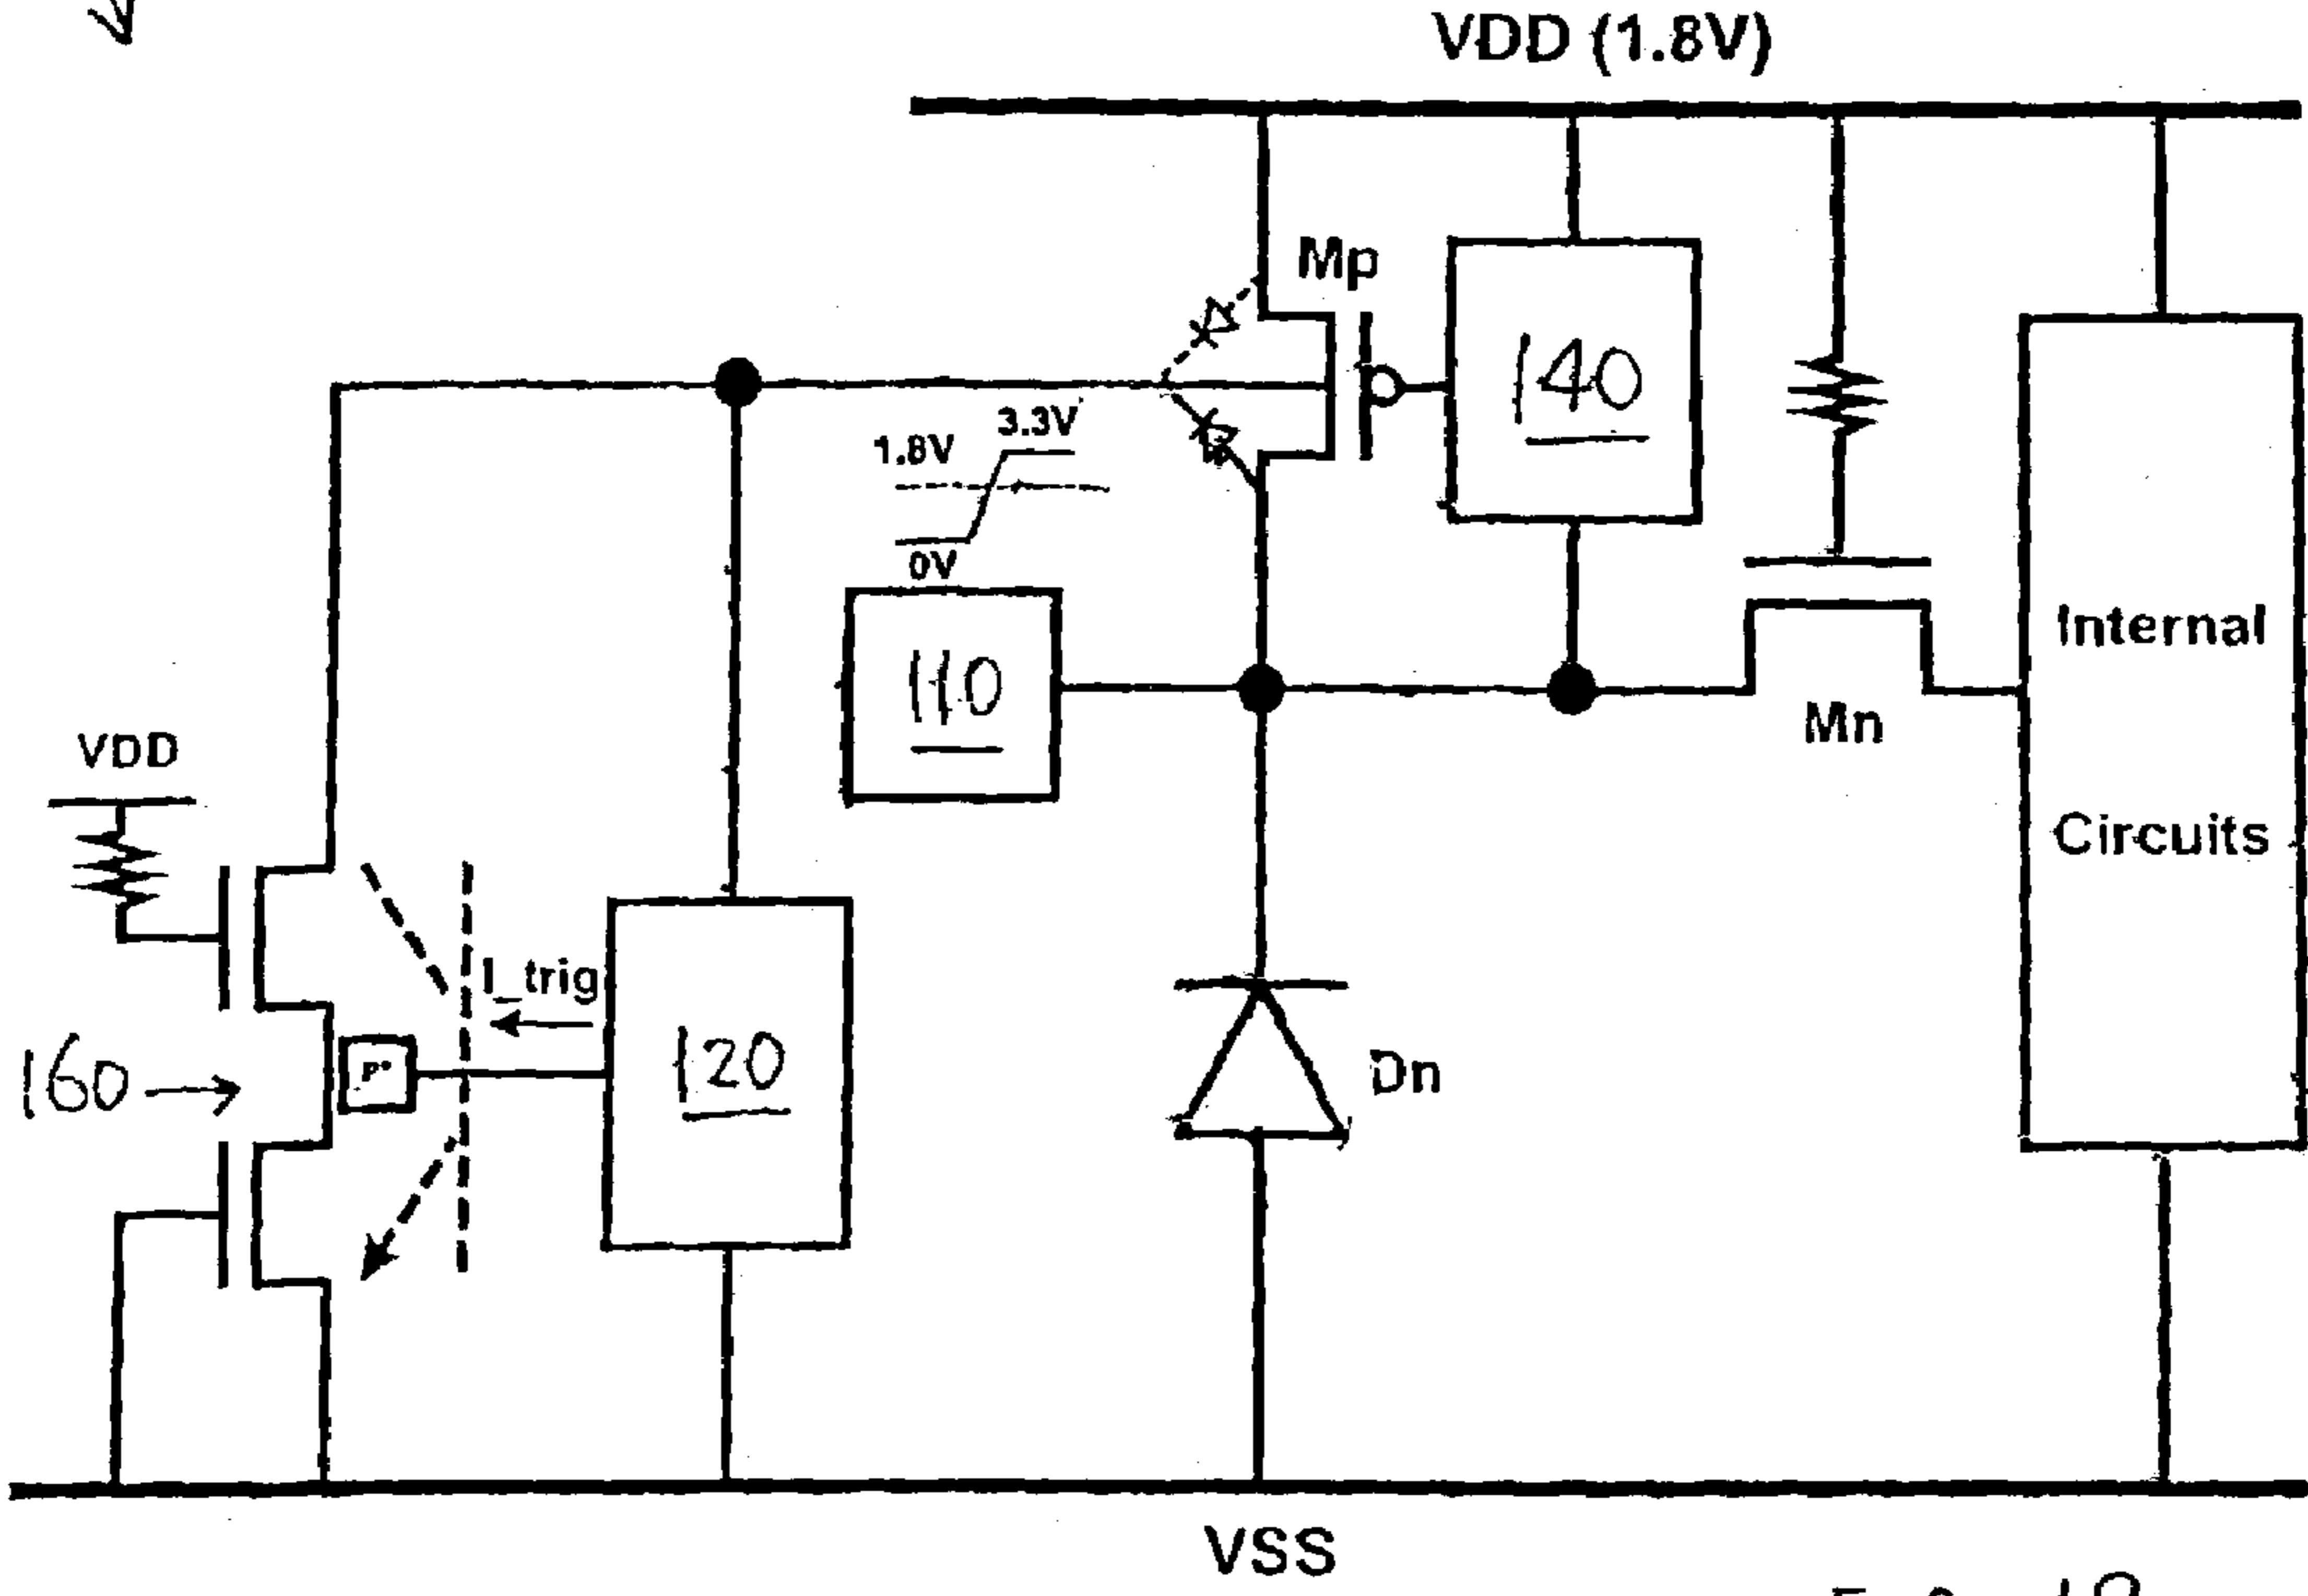 VDD (1.8V)
Mp
140
3.3V
1.8V
0V
110
Internal
Circuits
Mn
VDD
I_trig
160
P+
120
Dn
VSS